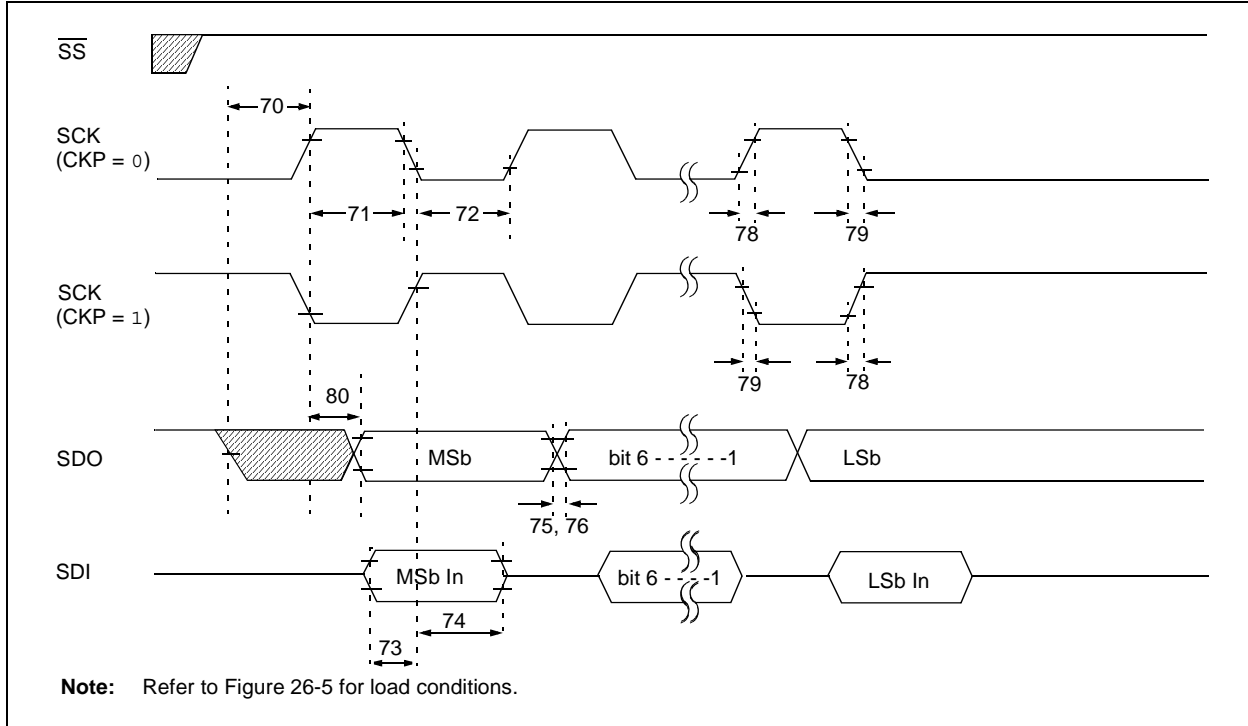 SS
70
SCK
(CKP = 0)
71
72
78
79
SCK
(CKP = 1)
79
78
80
SDO
MSb
bit 6 - - - - - -1
LSb
75, 76
SDI
MSb In
bit 6 - - - - -1
LSb In
74
73
Note: Refer to Figure 26-5 for load conditions.